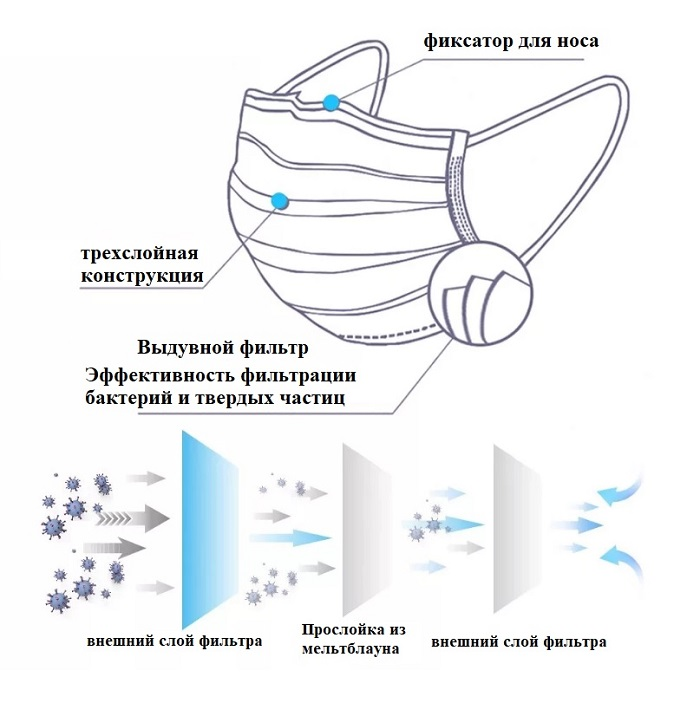 фиксатор для носа
трехслойная
конструкция
Выдувной фильтр
Эффективность фильтрации
бактерий и твердых частиц
внешний слой фильтра
Прослойка из
мельтблауна
внешний слой фильтра